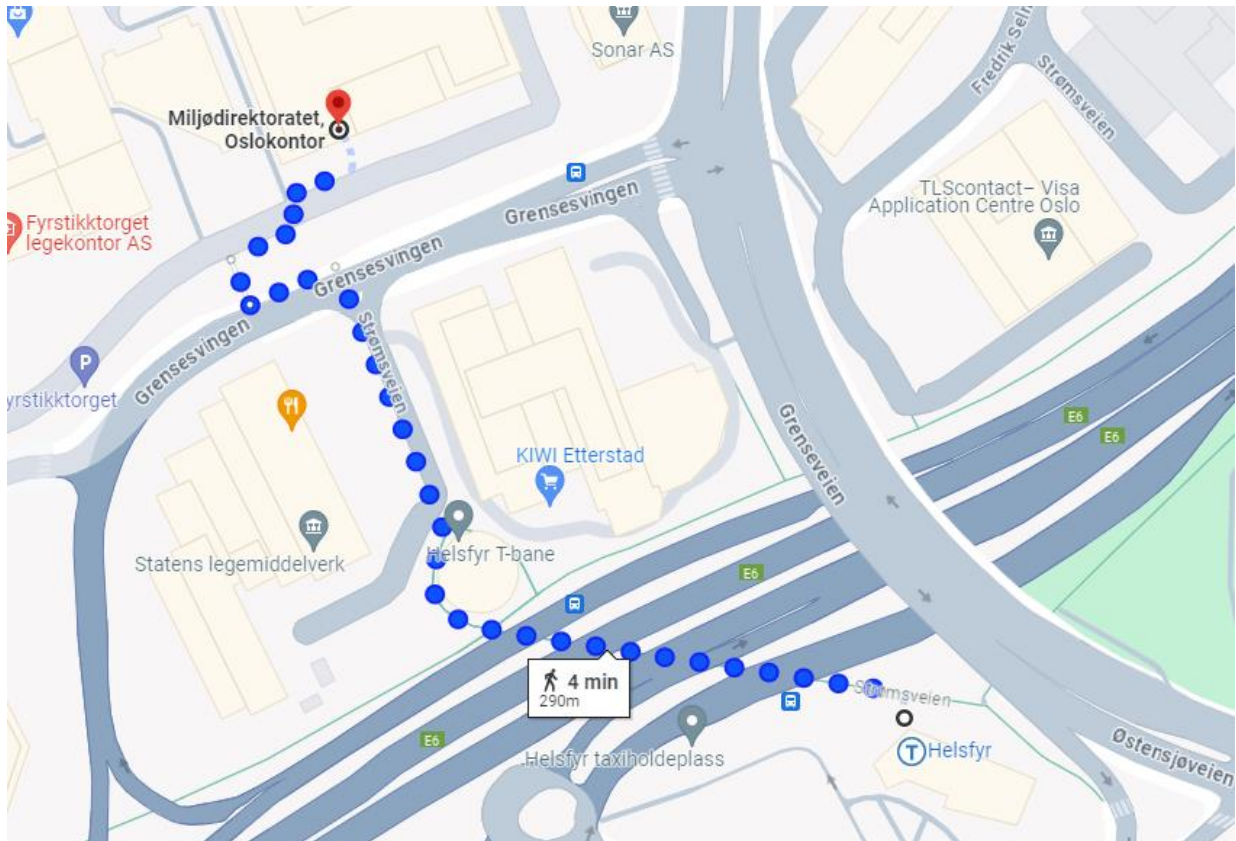 Sonar AS
Fredrik Seln
Strømsveien
Miljødirektoratet,
Oslokontor
TLScontact– Visa
Application Centre Oslo
Grensesvingen
Fyrstikktorget
legekontor AS
Grensesvingen
Strømsveien
Grensesvingen
P
yrstikktorget
Grenseveien
E6
E6
KIWI Etterstad
Helsfyr T-bane
Statens legemiddelverk
E6
4 min
290m
Strømsveien
E6
T Helsfyr
Helsfyr taxiholdeplass
Østensjøveien